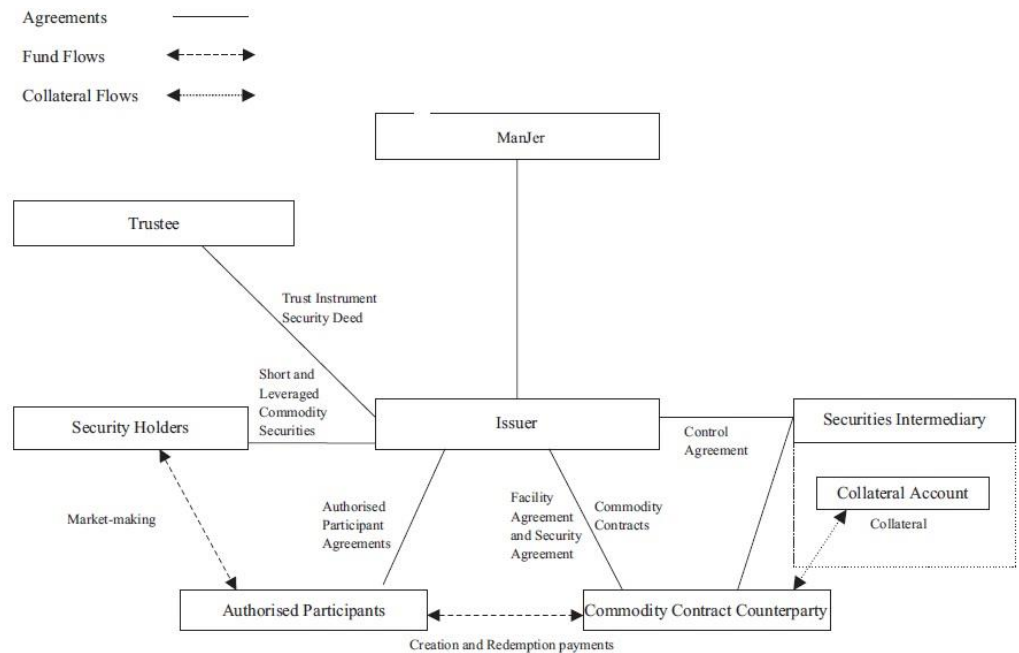 Agreements
Fund Flows
Collateral Flows
ManJer
Trustee
Trust Instrument
Security Deed
Short and
Leveraged
Commodity
Securities
Security Holders
Issuer
Securities Intermediary
Control
Agreement
Collateral Account
Collateral
Market-making
Authorised
Participant
Agreements
Facility
Agreement
and Security
Agreement
Commodity
Contracts
Authorised Participants
Commodity Contract Counterparty
Creation and Redemption payments